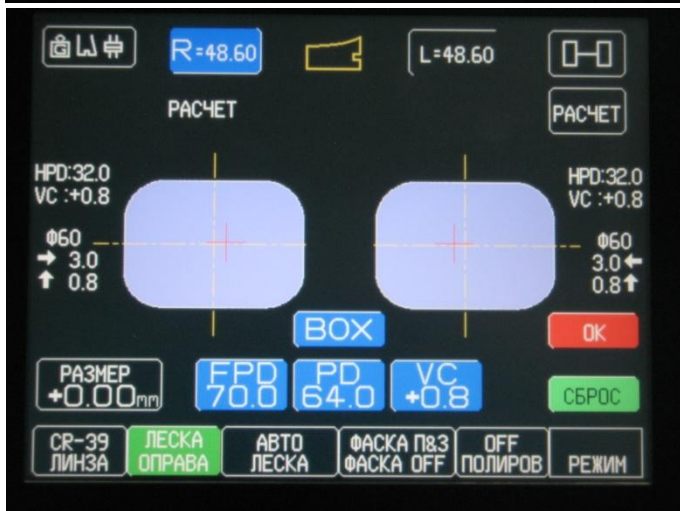 R=48.60
L=48.60
РАСЧЕТ
РАСЧЕТ
HPD:32.0
VC :+0.8
HPD:32.0
VC :+0.8
Φ60
→ 3.0
↑ 0.8
Φ60
3.0←
0.8↑
BOX
OK
РАЗМЕР
+0.00mm
FPD
70.0
PD
64.0
VC
+0.8
СБРОС
CR-39
ЛИНЗА
ЛЕСКА
ОПРАВА
АВТО
ЛЕСКА
ФАСКА П&З
ФАСКА OFF
OFF
ПОЛИРОВ
РЕЖИМ